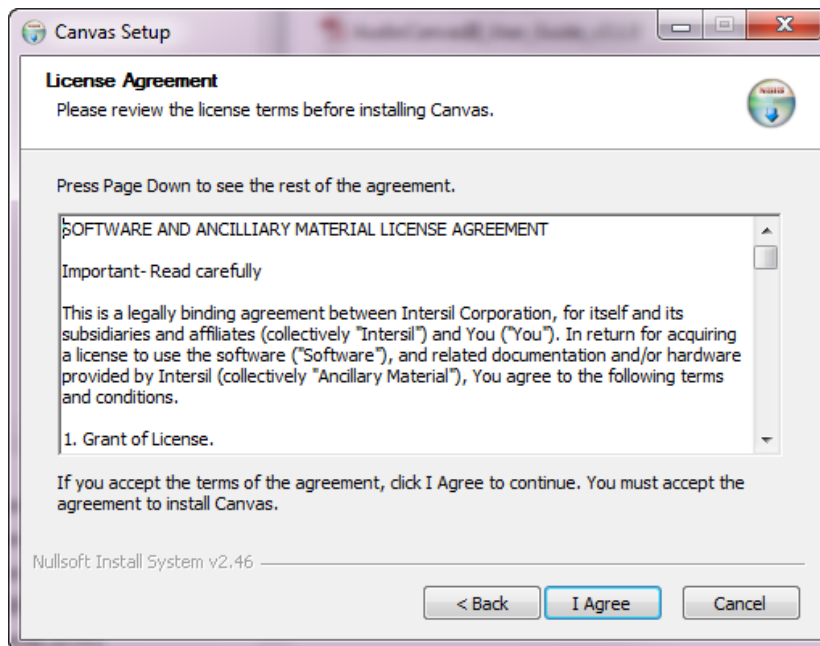 Canvas Setup
License Agreement
Please review the license terms before installing Canvas.
Press Page Down to see the rest of the agreement.
SOFTWARE AND ANCILLIARY MATERIAL LICENSE AGREEMENT
Important- Read carefully
This is a legally binding agreement between Intersil Corporation, for itself and its
subsidiaries and affiliates (collectively "Intersil") and You ("You"). In return for acquiring
a license to use the software ("Software"), and related documentation and/or hardware
provided by Intersil (collectively "Ancillary Material"), You agree to the following terms
and conditions.
1. Grant of License.
If you accept the terms of the agreement, click I Agree to continue. You must accept the
agreement to install Canvas.
Nullsoft Install System v2.46
< Back
I Agree
Cancel